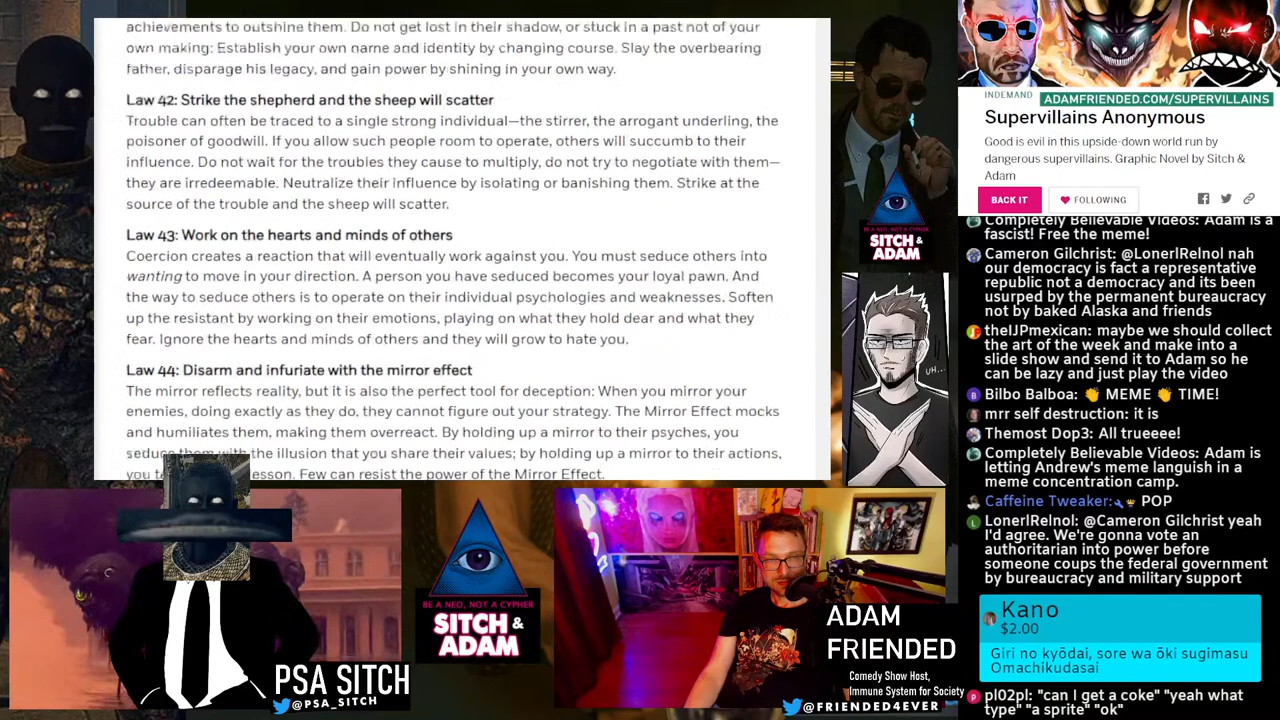 achievements to outshine them. Do not get lost in their shadow, or stuck in a past not of your
own making: Establish your own name and identity by changing course. Slay the overbearing
father, disparage his legacy, and gain power by shining in your own way.
Law 42: Strike the shepherd and the sheep will scatter
Trouble can often be traced to a single strong individual—the stirrer, the arrogant underling, the
poisoner of goodwill. If you allow such people room to operate, others will succumb to their
influence. Do not wait for the troubles they cause to multiply, do not try to negotiate with them—
they are irredeemable. Neutralize their influence by isolating or banishing them. Strike at the
source of the trouble and the sheep will scatter.
Law 43: Work on the hearts and minds of others
Coercion creates a reaction that will eventually work against you. You must seduce others into
wanting to move in your direction. A person you have seduced becomes your loyal pawn. And
the way to seduce others is to operate on their individual psychologies and weaknesses. Soften
up the resistant by working on their emotions, playing on what they hold dear and what they
fear. Ignore the hearts and minds of others and they will grow to hate you.
Law 44: Disarm and infuriate with the mirror effect
The mirror reflects reality, but it is also the perfect tool for deception: When you mirror your
enemies, doing exactly as they do, they cannot figure out your strategy. The Mirror Effect mocks
and humiliates them, making them overreact. By holding up a mirror to their psyches, you
seduce them with the illusion that you share their values; by holding up a mirror to their actions,
you esson. Few can resist the power of the Mirror Effect.
BE A NEO, NOT A CYPHER
SITCH &
ADAM
UH...
BE A NEO, NOT A CYPHER
SITCH &
ADAM
PSA SITCH
@PSA_SITCH
ADAM
FRIENDED
Comedy Show Host,
Immune System for Society
@FRIENDED4EVER
INDEMAND
ADAMFRIENDED.COM/SUPERVILLAINS
Supervillains Anonymous
Good is evil in this upside-down world run by
dangerous supervillains. Graphic Novel by Sitch &
Adam
BACK IT
FOLLOWING
Completely Believable Videos: Adam is a
fascist! Free the meme!
Cameron Gilchrist: @LonerlRelnol nah
our democracy is fact a representative
republic not a democracy and its been
usurped by the permanent bureaucracy
not by baked Alaska and friends
theIJPmexican: maybe we should collect
the art of the week and make into a
slide show and send it to Adam so he
can be lazy and just play the video
Bilbo Balboa: 👏 MEME 👏 TIME!
mrr self destruction: it is
Themost Dop3: All trueeee!
Completely Believable Videos: Adam is
letting Andrew's meme languish in a
meme concentration camp.
Caffeine Tweaker: POP
LonerlRelnol: @Cameron Gilchrist yeah
I'd agree. We're gonna vote an
authoritarian into power before
someone coups the federal government
by bureaucracy and military support
Kano
$2.00
Giri no kyōdai, sore wa ōki sugimasu
Omachikudasai
pl02pl: "can I get a coke" "yeah what
type" "a sprite" "ok"